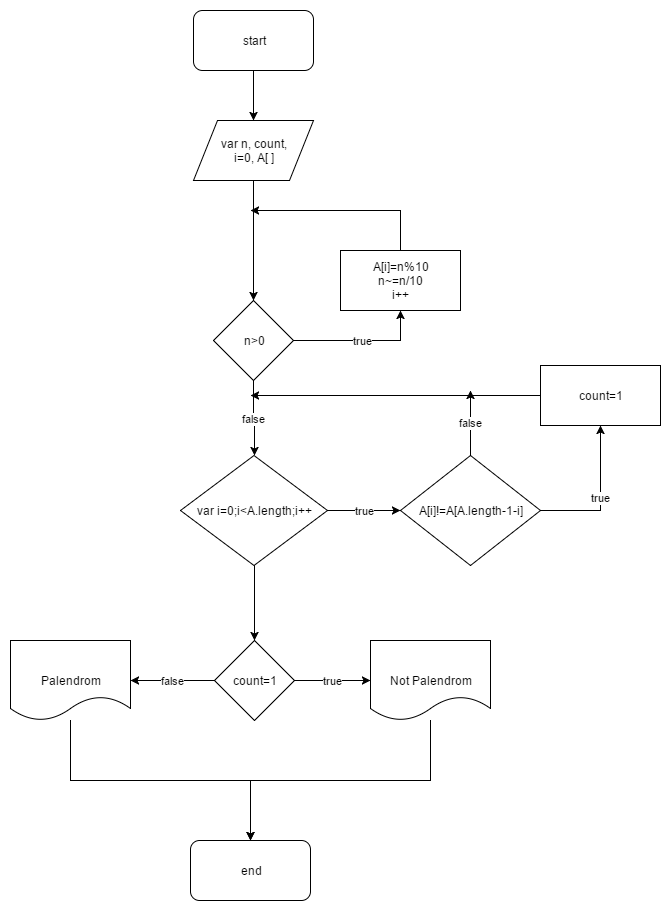 start
var n, count,
i=0, A[ ]
A[i]=n%10
n~=n/10
i++
n>0
true
count=1
false
false
var i=0;i<A.length;i++
true
A[i]!=A[A.length-1-i]
true
Palendrom
false
count=1
true
Not Palendrom
end